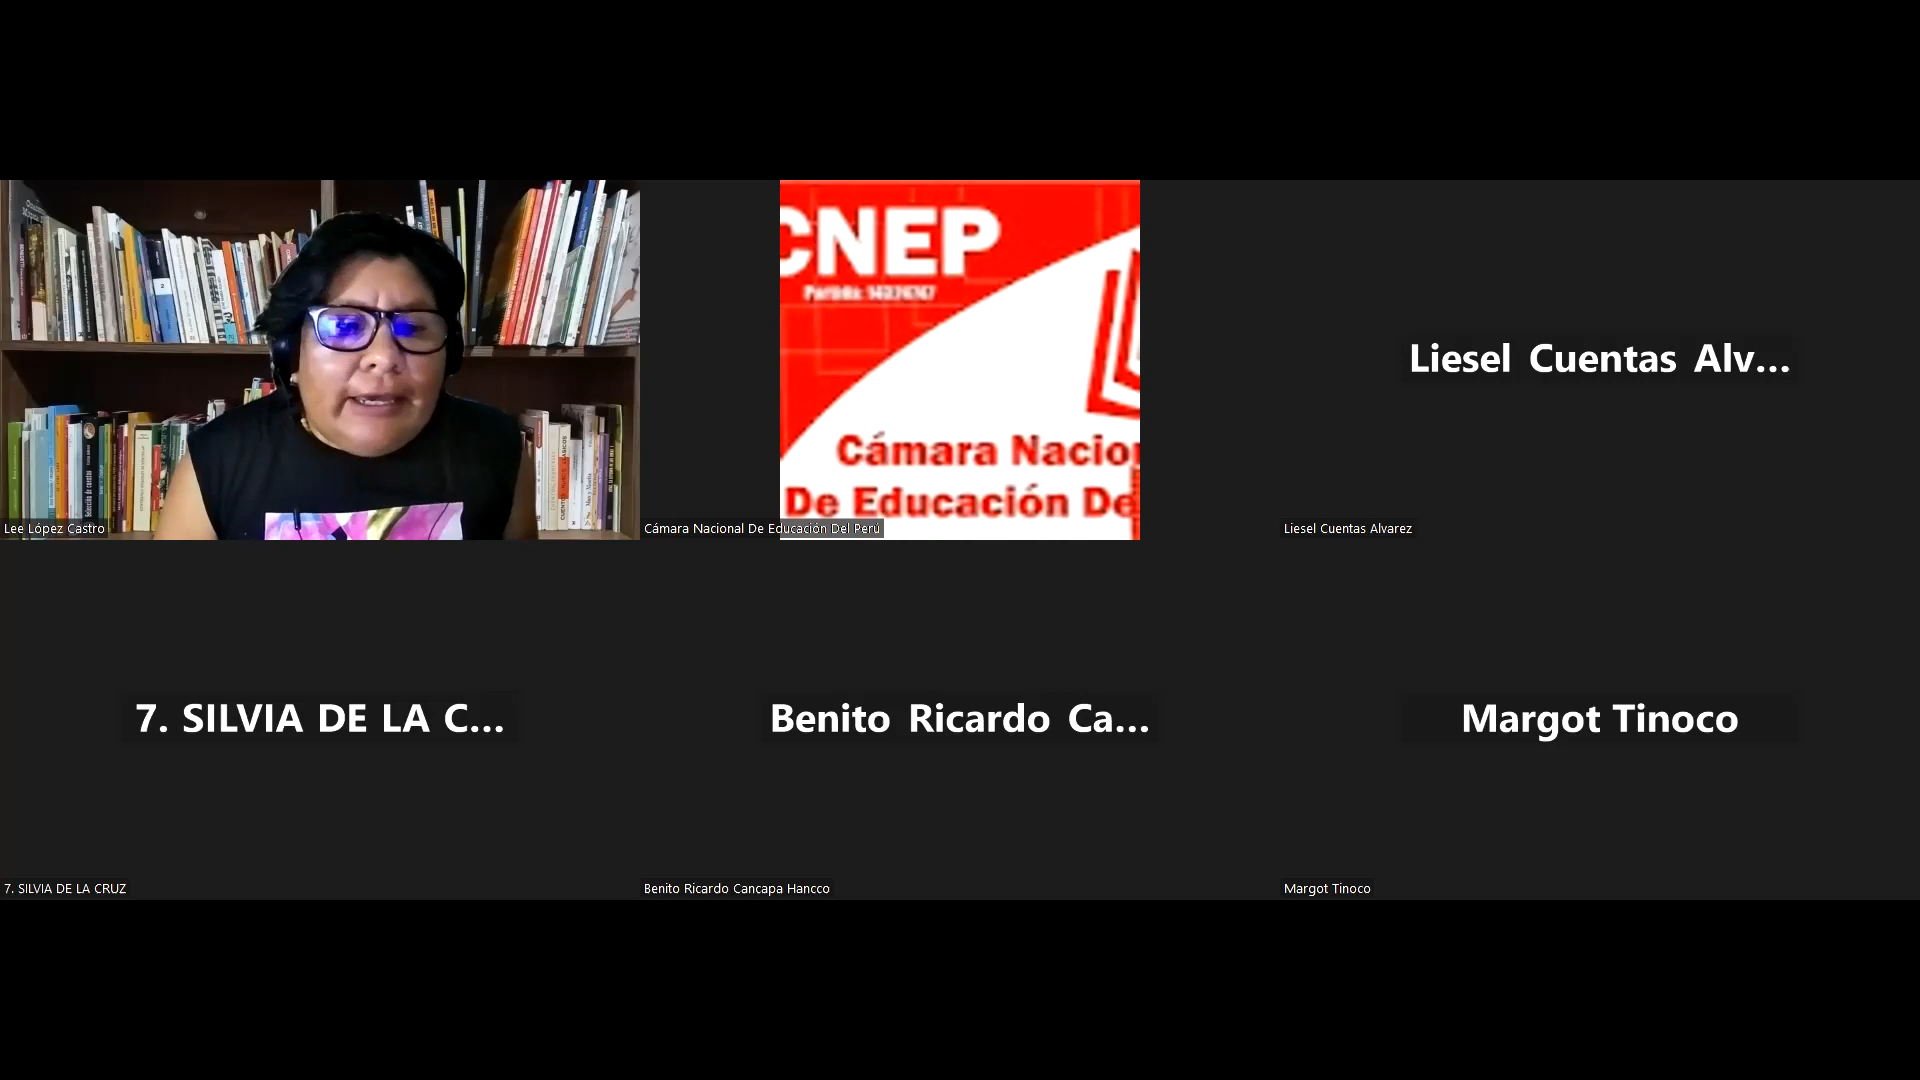 Lee López Castro
CNEP
Cámara Nacion
De Educación De
Cámara Nacional De Educación Del Perú
Liesel Cuentas Alv...
Liesel Cuentas Alvarez
7. SILVIA DE LA C...
7. SILVIA DE LA CRUZ
Benito Ricardo Ca...
Benito Ricardo Cancapa Hancco
Margot Tinoco
Margot Tinoco